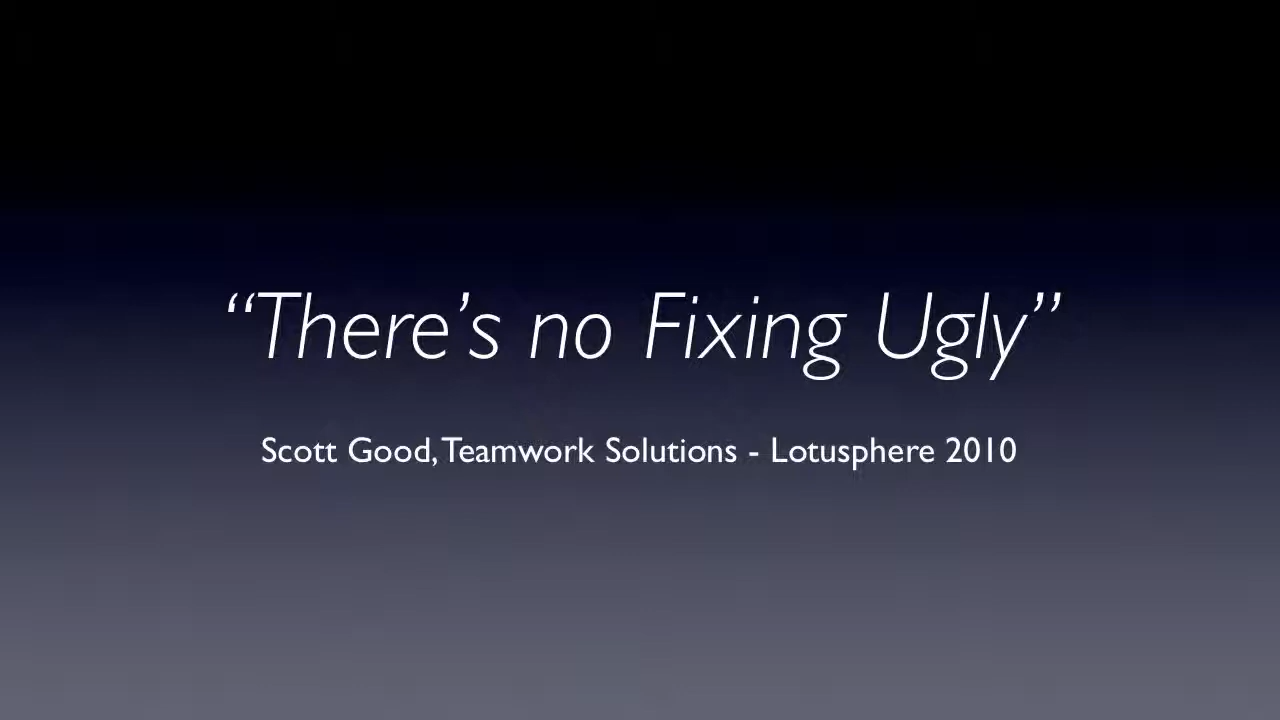 “There’s no Fixing Ugly”
Scott Good, Teamwork Solutions - Lotusphere 2010